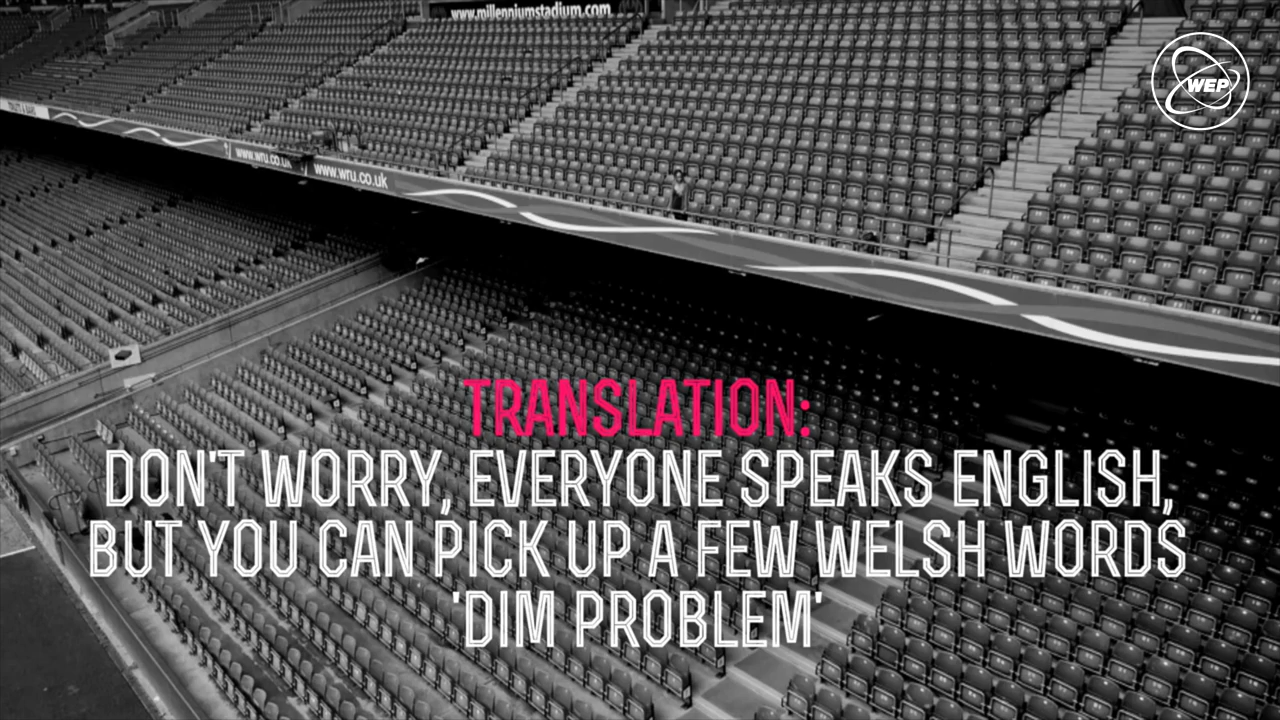 www.millenniumstadium.com
WEP
www.wru.co.uk
www.wru.co.uk
TRANSLATION:
DON'T WORRY, EVERYONE SPEAKS ENGLISH,
BUT YOU CAN PICK UP A FEW WELSH WORDS
'DIM PROBLEM'